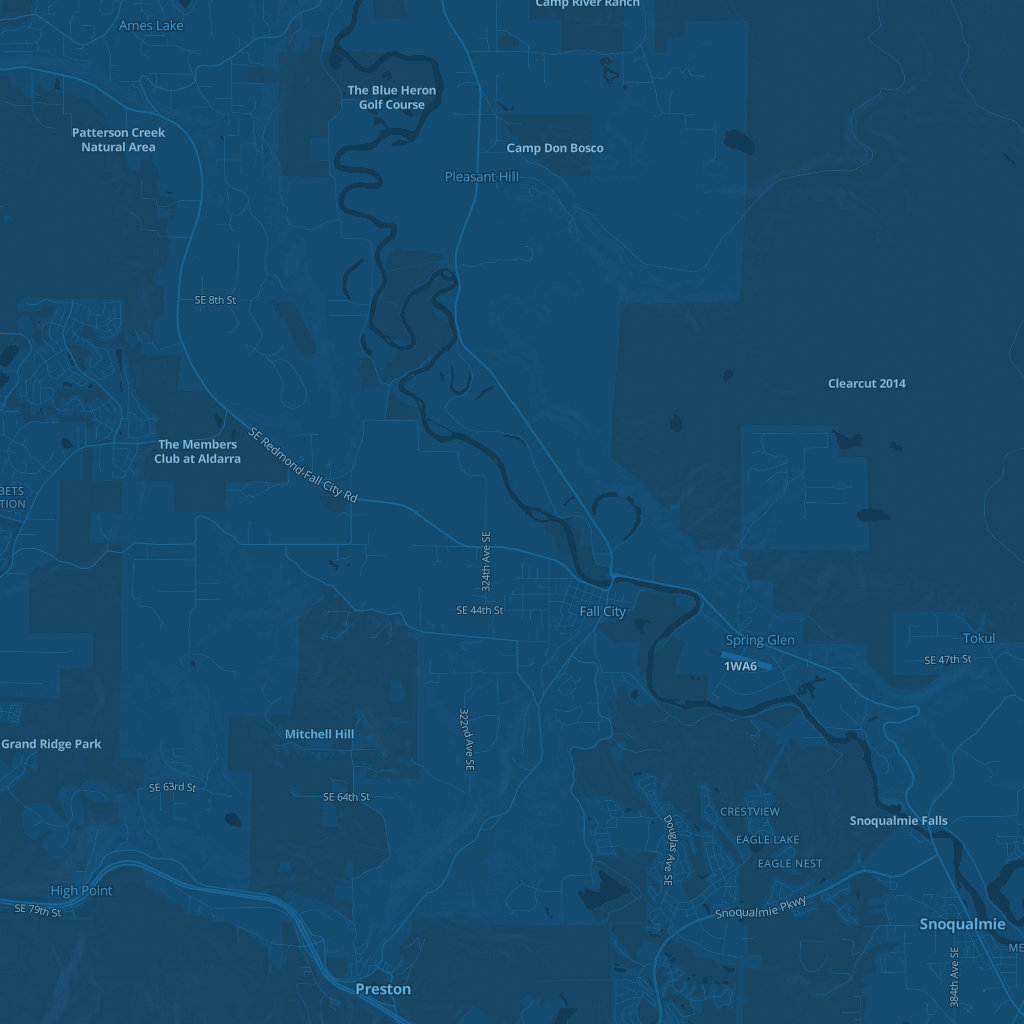 Camp River Ranch
Ames Lake
The Blue Heron
Golf Course
Patterson Creek
Natural Area
Camp Don Bosco
Pleasant Hill
SE 8th St
Clearcut 2014
The Members
Club at Aldarra
SE Redmond-Fall City Rd
BETS
TION
324th Ave SE
SE 44th St
Fall City
Spring Glen
Tokul
1WA6
SE 47th St
322nd Ave SE
Mitchell Hill
Grand Ridge Park
SE 63rd St
SE 64th St
CRESTVIEW
Snoqualmie Falls
Douglas Ave SE
EAGLE LAKE
EAGLE NEST
High Point
SE 79th St
Snoqualmie Pkwy
Snoqualmie
ME
384th Ave SE
Preston